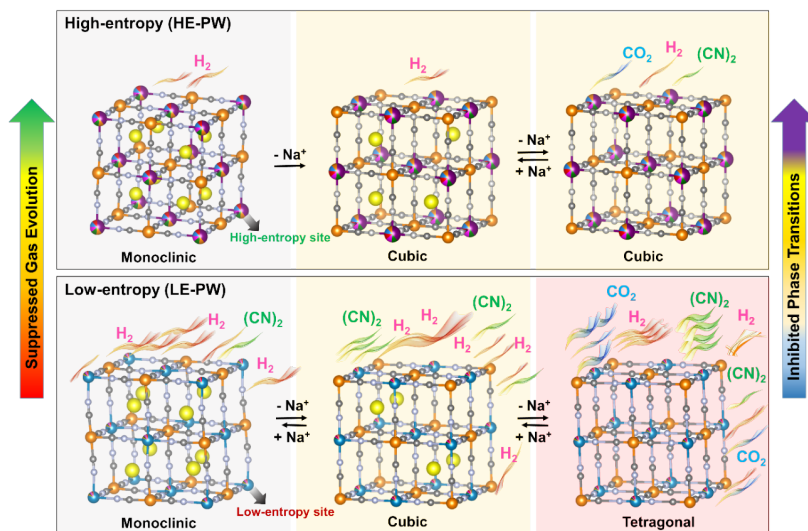 High-entropy (HE-PW)
H₂
CO₂
H₂
(CN)₂
H₂
- Na⁺
- Na⁺
+ Na⁺
High-entropy site
Monoclinic
Cubic
Cubic
Suppressed Gas Evolution
Inhibited Phase Transitions
Low-entropy (LE-PW)
H₂
H₂
(CN)₂
H₂
(CN)₂
H₂
H₂
H₂
(CN)₂
H₂
H₂
CO₂
H₂
(CN)₂
H₂
(CN)₂
CO₂
- Na⁺
+ Na⁺
- Na⁺
+ Na⁺
Low-entropy site
Monoclinic
Cubic
Tetragonal